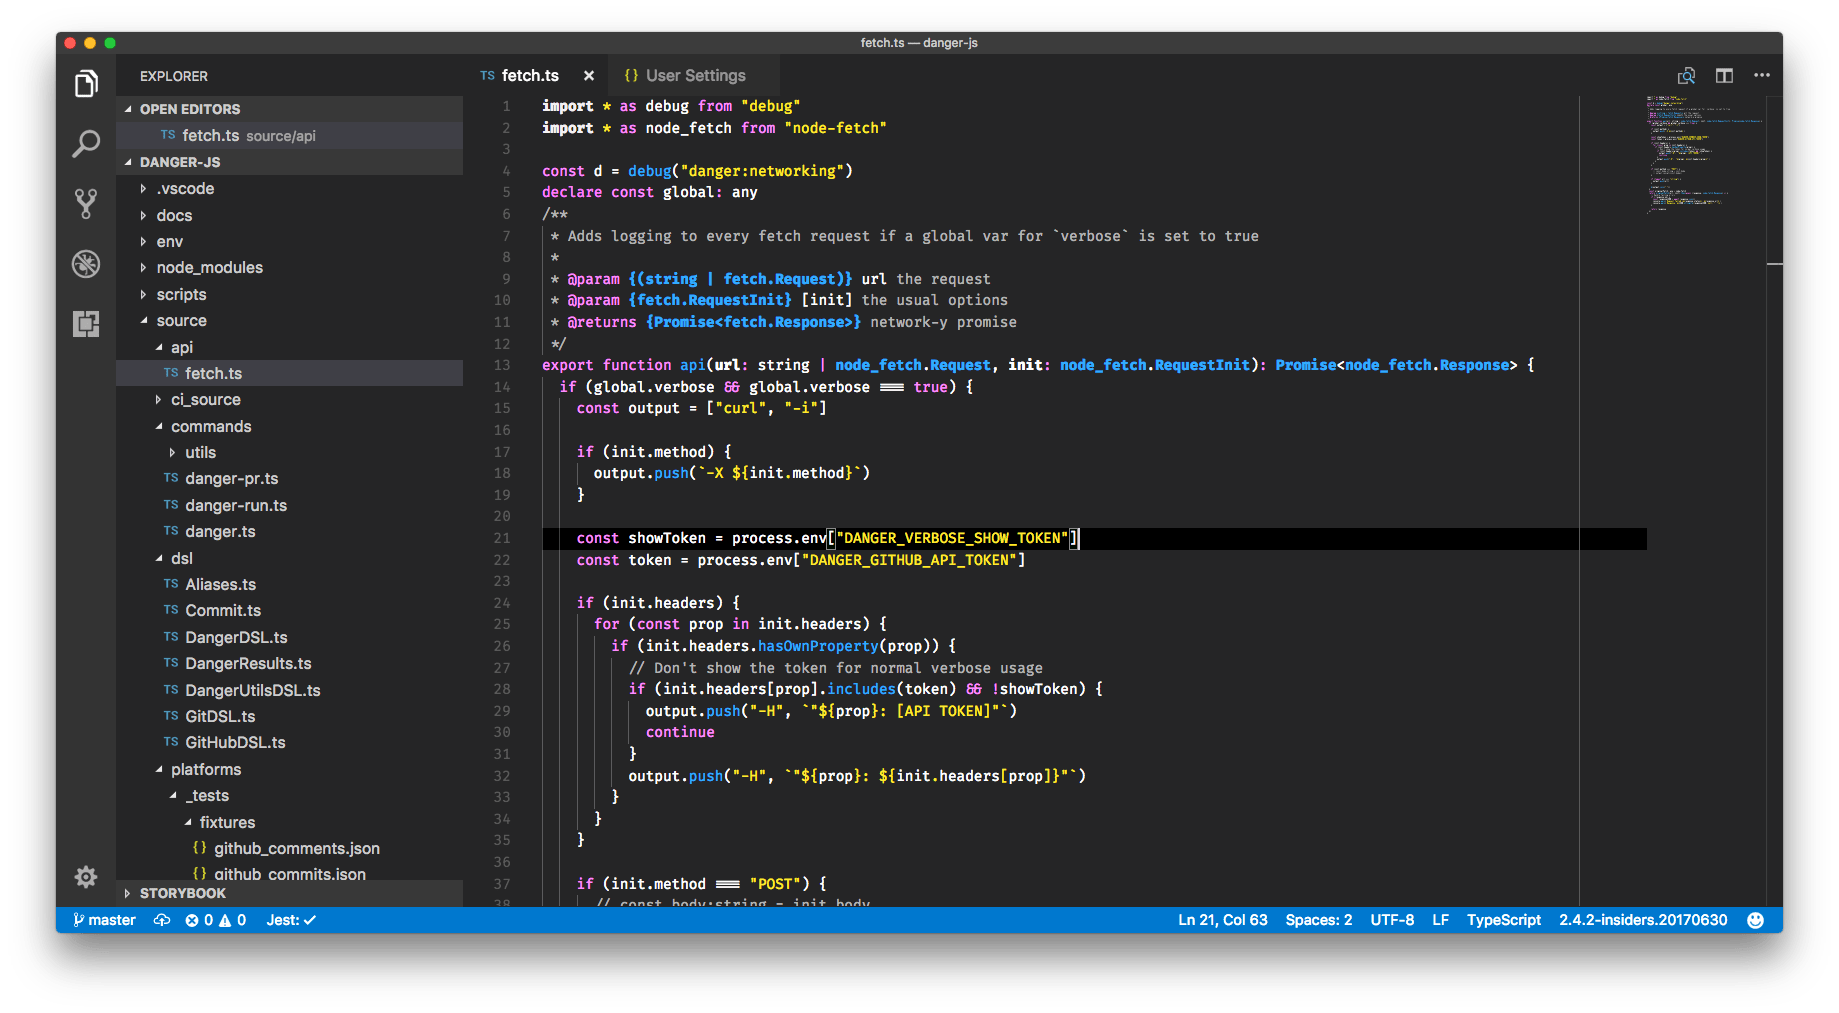 fetch.ts — danger-js
EXPLORER
OPEN EDITORS
TS fetch.ts source/api
DANGER-JS
.vscode
docs
env
node_modules
scripts
source
api
TS fetch.ts
ci_source
commands
utils
TS danger-pr.ts
TS danger-run.ts
TS danger.ts
dsl
TS Aliases.ts
TS Commit.ts
TS DangerDSL.ts
TS DangerResults.ts
TS DangerUtilsDSL.ts
TS GitDSL.ts
TS GitHubDSL.ts
platforms
_tests
fixtures
{} github_comments.json
{} github_commits.json
STORYBOOK
TS fetch.ts × {} User Settings
1 import * as debug from "debug"
2 import * as node_fetch from "node-fetch"
3
4 const d = debug("danger:networking")
5 declare const global: any
6 /**
7 * Adds logging to every fetch request if a global var for `verbose` is set to true
8 *
9 * @param {(string | fetch.Request)} url the request
10 * @param {fetch.RequestInit} [init] the usual options
11 * @returns {Promise<fetch.Response>} network-y promise
12 */
13 export function api(url: string | node_fetch.Request, init: node_fetch.RequestInit): Promise<node_fetch.Response> {
14 if (global.verbose && global.verbose === true) {
15 const output = ["curl", "-i"]
16
17 if (init.method) {
18 output.push(`-X ${init.method}`)
19 }
20
21 const showToken = process.env["DANGER_VERBOSE_SHOW_TOKEN"]
22 const token = process.env["DANGER_GITHUB_API_TOKEN"]
23
24 if (init.headers) {
25 for (const prop in init.headers) {
26 if (init.headers.hasOwnProperty(prop)) {
27 // Don't show the token for normal verbose usage
28 if (init.headers[prop].includes(token) && !showToken) {
29 output.push("-H", `"${prop}: [API TOKEN]"`)
30 continue
31 }
32 output.push("-H", `"${prop}: ${init.headers[prop]}"`)
33 }
34 }
35 }
36
37 if (init.method === "POST") {
38 // const body:string = init.body
master 0 0 Jest: ✓
Ln 21, Col 63 Spaces: 2 UTF-8 LF TypeScript 2.4.2-insiders.20170630